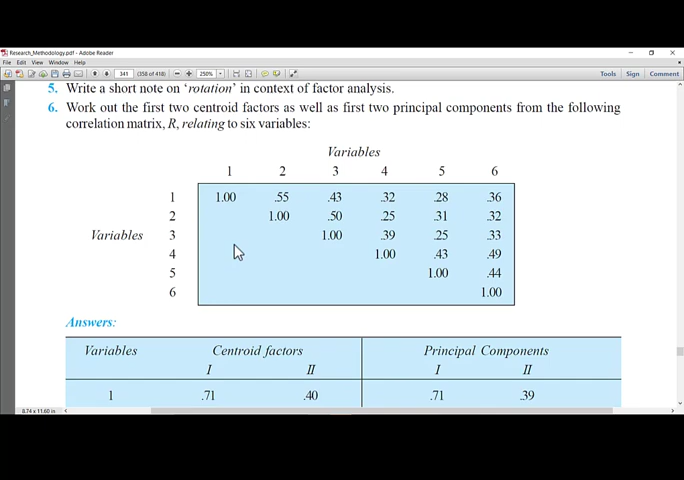 Research_Methodology.pdf - Adobe Reader
File Edit View Window Help
341 (358 of 418) 250% Tools Sign Comment
5. Write a short note on ‘rotation’ in context of factor analysis.
6. Work out the first two centroid factors as well as first two principal components from the following
correlation matrix, R, relating to six variables:
Variables
1 2 3 4 5 6
1 1.00 .55 .43 .32 .28 .36
2 1.00 .50 .25 .31 .32
Variables 3 1.00 .39 .25 .33
4 1.00 .43 .49
5 1.00 .44
6 1.00
Answers:
Variables Centroid factors Principal Components
I II I II
1 .71 .40 .71 .39
8.74 x 11.60 in